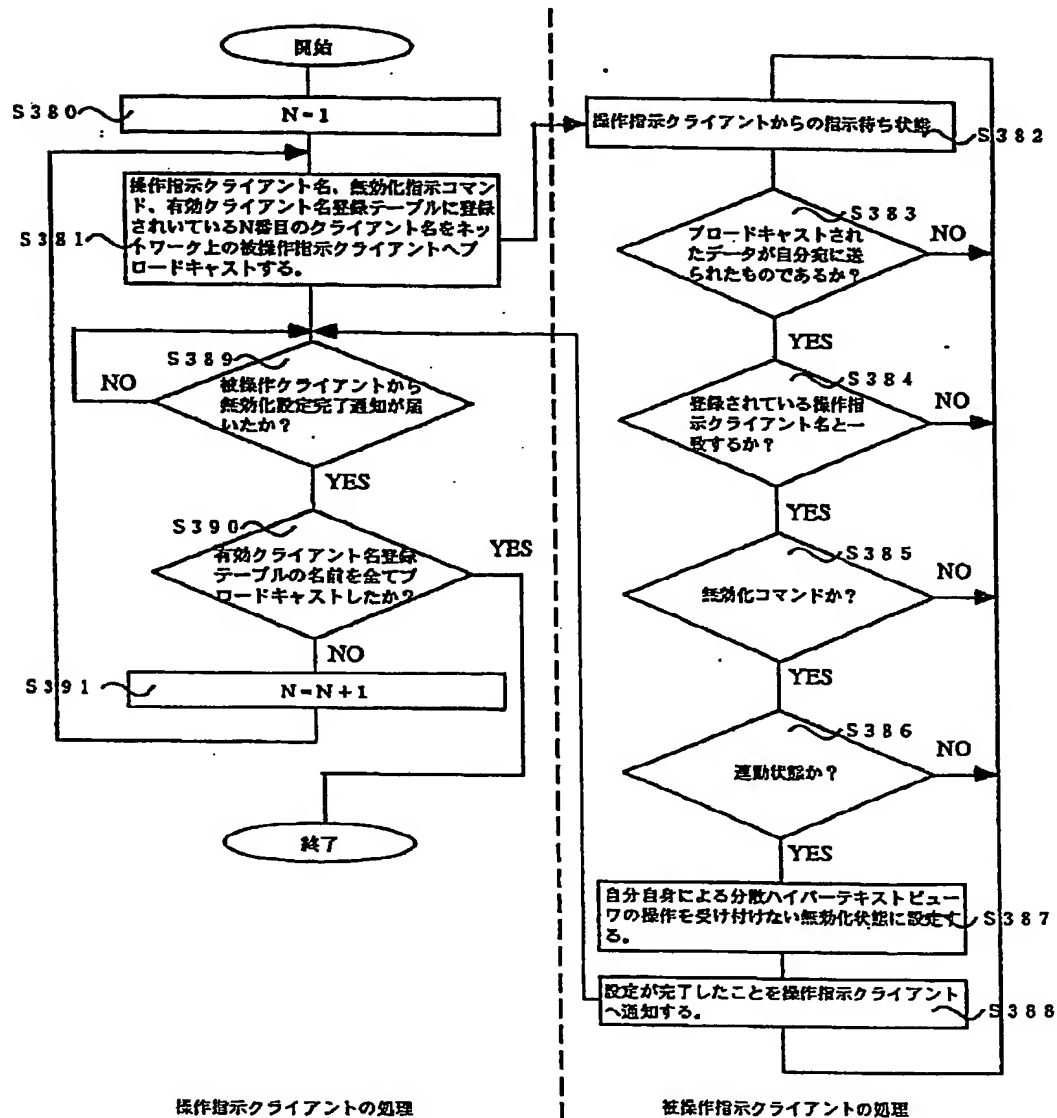 開始
S380
N=1
S381
操作指示クライアント名、無効化指示コマン
ド、有効クライアント名登録テーブルに登録
されいているN番目のクライアント名をネッ
トワーク上の被操作指示クライアントへブ
ロードキャストする。
S389
被操作クライアントから
無効化設定完了通知が届
いたか?
NO
YES
S390
有効クライアント名登録
テーブルの名前を全てブ
ロードキャストしたか?
YES
NO
S391
N=N+1
終了
操作指示クライアントの処理
操作指示クライアントからの指示待ち状態
S382
S383
ブロードキャストされ
たデータが自分宛に送
られたものであるか?
NO
YES
S384
登録されている操作指
示クライアント名と一
致するか?
NO
YES
S385
無効化コマンドか?
NO
YES
S386
連動状態か?
NO
YES
自分自身による分散ハイパーテキストビュー
ワの操作を受け付けない無効化状態に設定す
る。
S387
設定が完了したことを操作指示クライアント
へ通知する。
S388
被操作指示クライアントの処理